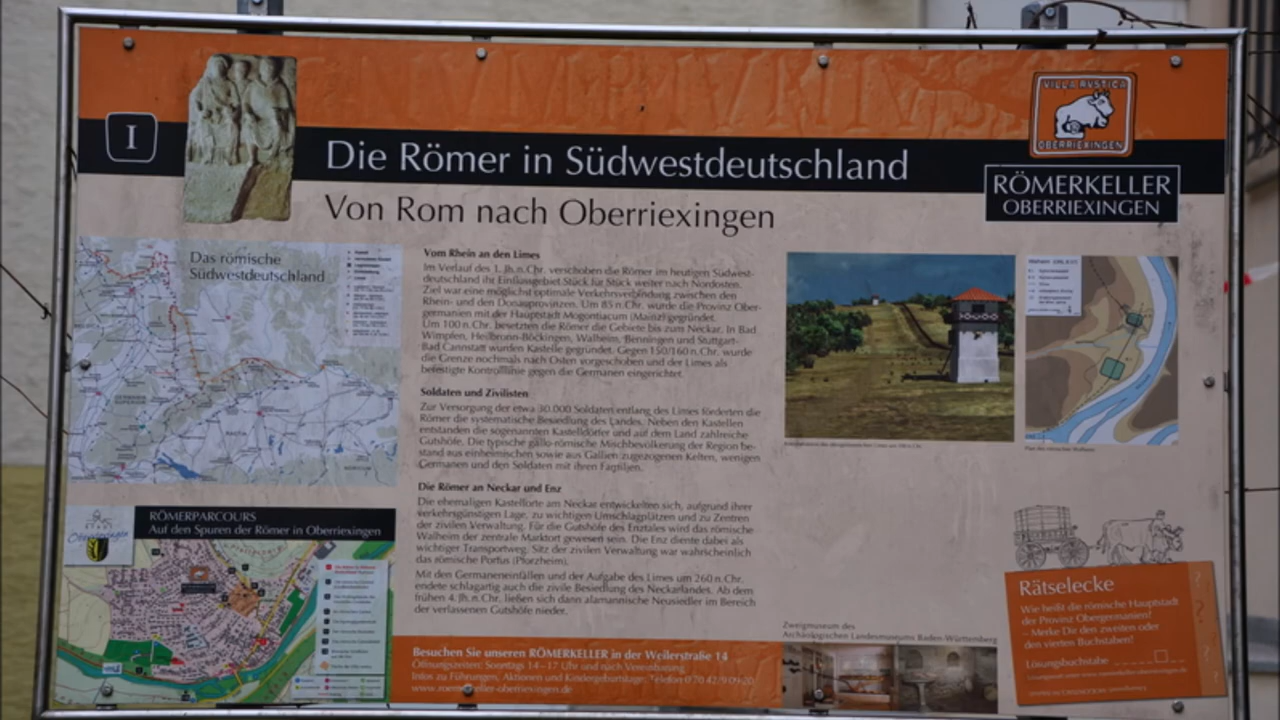 I
VILLA RUSTICA
OBERRIEXINGEN
Die Römer in Südwestdeutschland
RÖMERKELLER
OBERRIEXINGEN
Von Rom nach Oberriexingen
Das römische
Südwestdeutschland
Vom Rhein an den Limes
Im Verlauf des 1. Jh. n. Chr. verschoben die Römer im heutigen Südwest-
deutschland ihr Einflussgebiet Stück für Stück weiter nach Nordosten.
Ziel war eine möglichst optimale Verkehrsverbindung zwischen den
Rhein- und den Donauprovinzen. Um 85 n. Chr. wurde die Provinz Ober-
germanien mit der Hauptstadt Mogontiacum (Mainz) gegründet.
Um 100 n. Chr. besetzten die Römer die Gebiete bis zum Neckar. In Bad
Wimpfen, Heilbronn-Böckingen, Walheim, Benningen und Stuttgart-
Bad Cannstatt wurden Kastelle gegründet. Gegen 150/160 n. Chr. wurde
die Grenze nochmals nach Osten vorgeschoben und der Limes als
befestigte Kontrolllinie gegen die Germanen eingerichtet.
Soldaten und Zivilisten
Zur Versorgung der etwa 30.000 Soldaten entlang des Limes förderten die
Römer die systematische Besiedlung des Landes. Neben den Kastellen
entstanden die sogenannten Kastelldörfer und auf dem Land zahlreiche
Gutshöfe. Die typische gallo-römische Mischbevölkerung der Region be-
stand aus einheimischen sowie aus Gallien zugezogenen Kelten, wenigen
Germanen und den Soldaten mit ihren Familien.
Die Römer an Neckar und Enz
Die ehemaligen Kastellorte am Neckar entwickelten sich, aufgrund ihrer
verkehrsgünstigen Lage, zu wichtigen Umschlagplätzen und zu Zentren
der zivilen Verwaltung. Für die Gutshöfe des Enztales wird das römische
Walheim der zentrale Marktort gewesen sein. Die Enz diente dabei als
wichtiger Transportweg. Sitz der zivilen Verwaltung war wahrscheinlich
das römische Portus (Pforzheim).
Mit den Germaneneinfällen und der Aufgabe des Limes um 260 n. Chr.
endete schlagartig auch die zivile Besiedlung des Neckarlandes. Ab dem
frühen 4. Jh. n. Chr. ließen sich dann alamannische Neusiedler im Bereich
der verlassenen Gutshöfe nieder.
RÖMERPARCOURS
Auf den Spuren der Römer in Oberriexingen
Oberriexingen
Besuchen Sie unseren RÖMERKELLER in der Weilerstraße 14
Öffnungszeiten: Sonntags 14–17 Uhr und nach Vereinbarung
Infos zu Führungen, Aktionen und Kindergeburtstage: Telefon
www.roemerkeller-oberriexingen.de
Zweigmuseum des
Archäologischen Landesmuseums Baden-Württemberg
Rätselecke
Wie heißt die römische Hauptstadt
der Provinz Obergermanien?
– Merke Dir den zweiten oder
den vierten Buchstaben!
Lösungsbuchstabe